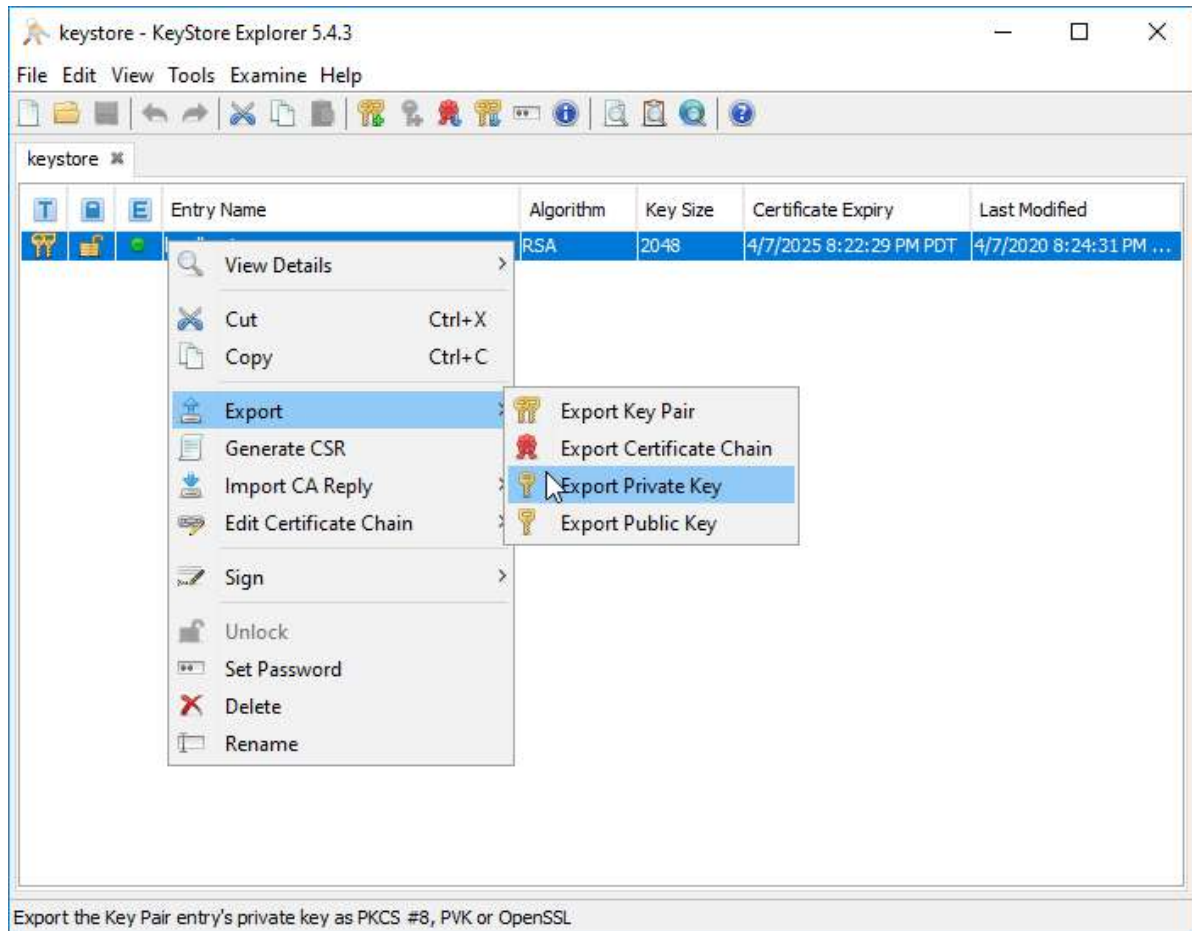 keystore - KeyStore Explorer 5.4.3
File Edit View Tools Examine Help
keystore
T E Entry Name Algorithm Key Size Certificate Expiry Last Modified
RSA 2048 4/7/2025 8:22:29 PM PDT 4/7/2020 8:24:31 PM ...
View Details
Cut Ctrl+X
Copy Ctrl+C
Export
Export Key Pair
Generate CSR
Export Certificate Chain
Import CA Reply
Export Private Key
Edit Certificate Chain
Export Public Key
Sign
Unlock
Set Password
Delete
Rename
Export the Key Pair entry's private key as PKCS #8, PVK or OpenSSL